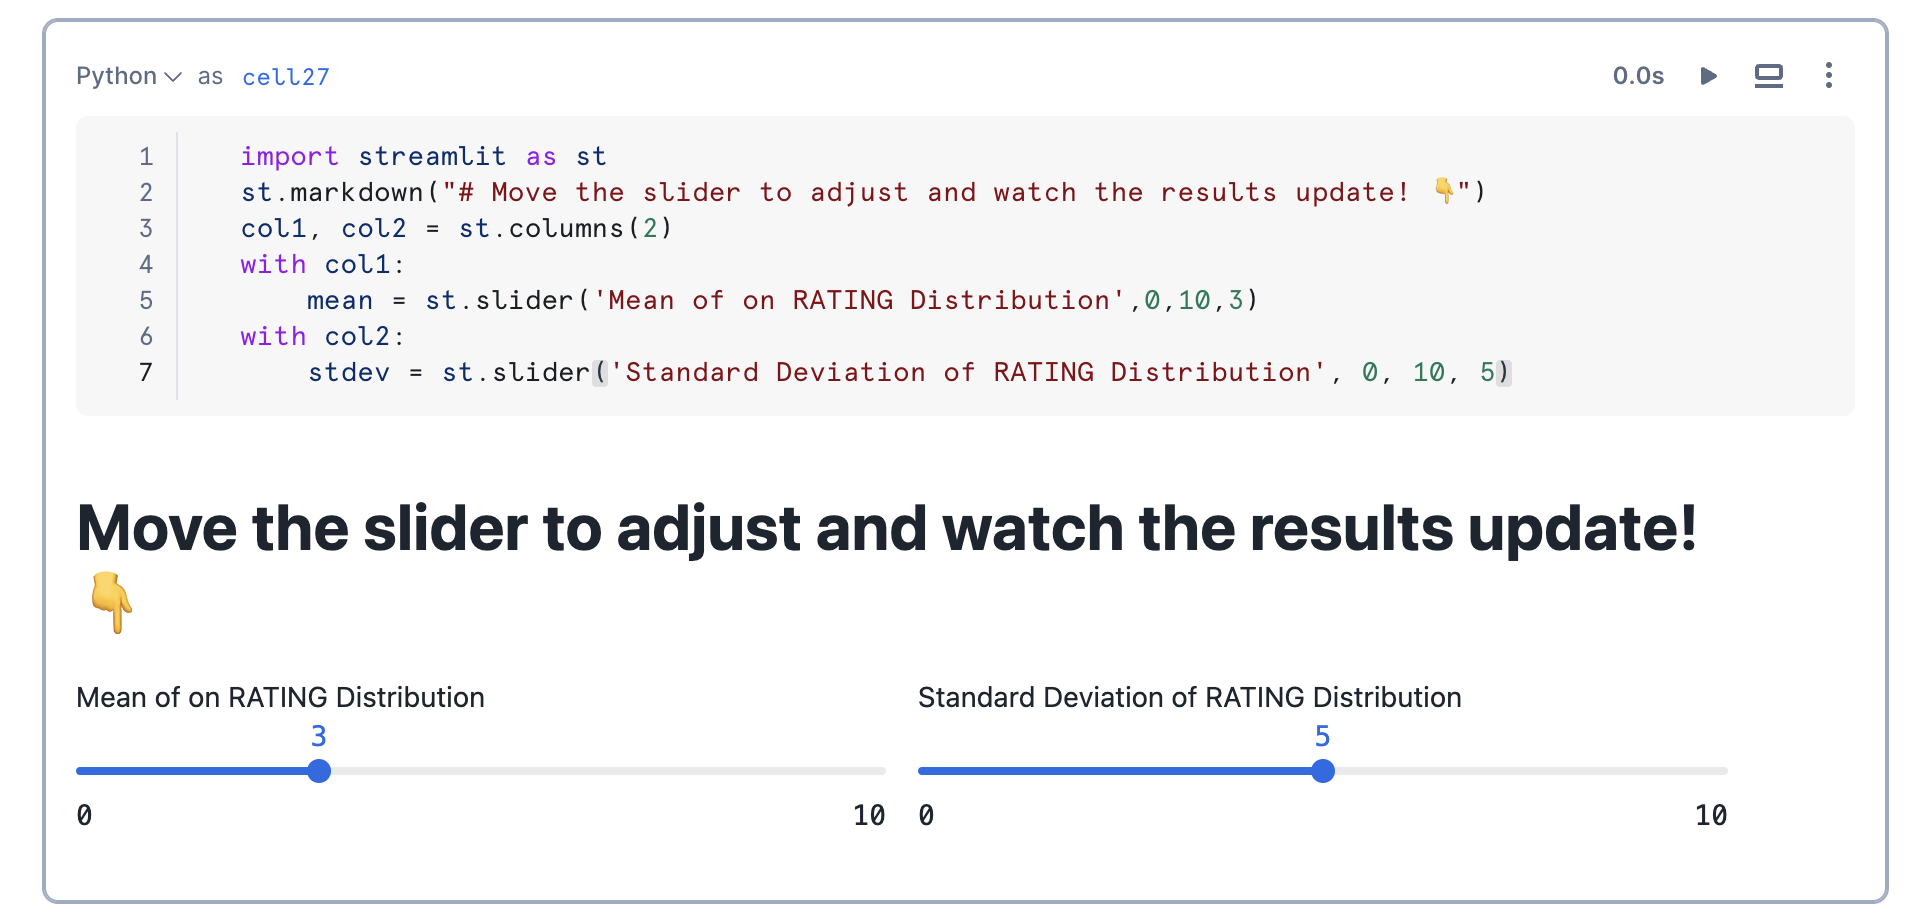 Python as cell27 0.0s
1 import streamlit as st
2 st.markdown("# Move the slider to adjust and watch the results update! 👇")
3 col1, col2 = st.columns(2)
4 with col1:
5     mean = st.slider('Mean of on RATING Distribution',0,10,3)
6 with col2:
7     stdev = st.slider('Standard Deviation of RATING Distribution', 0, 10, 5)
Move the slider to adjust and watch the results update!
👇
Mean of on RATING Distribution
3
0 10
Standard Deviation of RATING Distribution
5
0 10